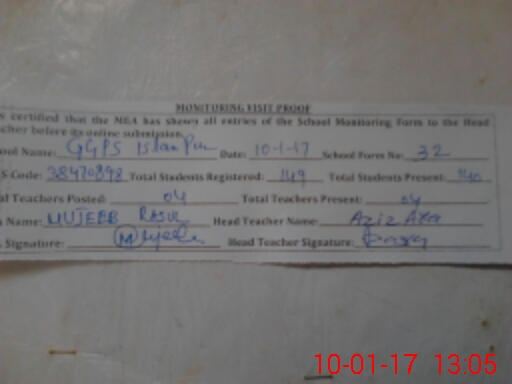 MONITORING VISIT PROOF
s certified that the MEA has shown all entries of the School Monitoring Form to the Head
cher before its online submission.
ool Name: GGPS Islam Pur Date: 10-1-17 School Form No: 32
S Code: 38470898 Total Students Registered: 149 Total Students Present: 140
l Teachers Posted: 04 Total Teachers Present: 04
Name: MUJEEB RASUL Head Teacher Name: Aziz
Signature: Head Teacher Signature:
10-01-17 13:05